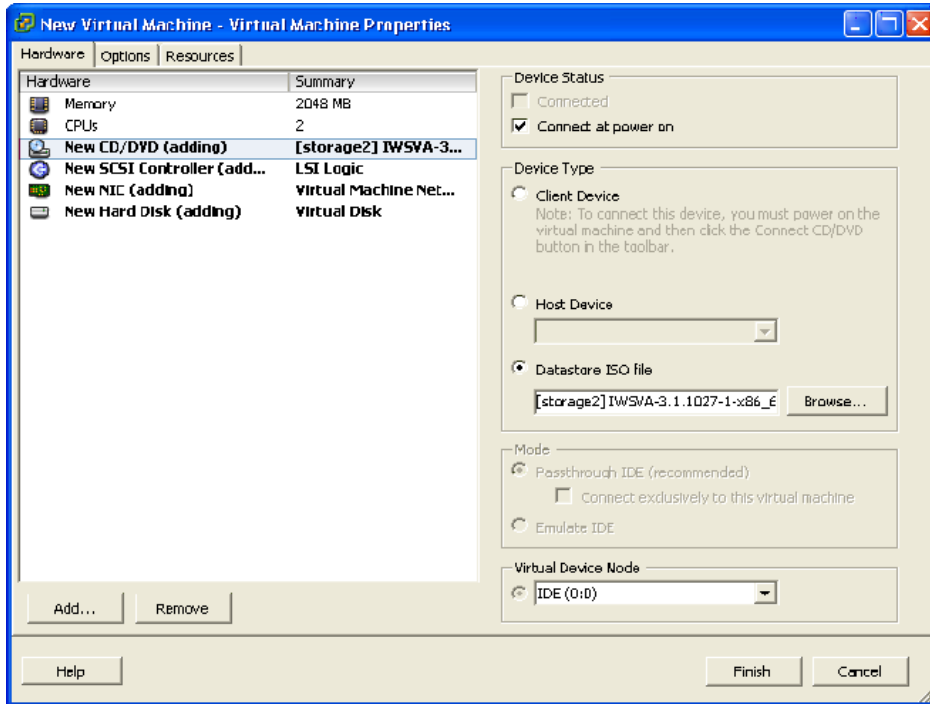 New Virtual Machine - Virtual Machine Properties
Hardware Options Resources
Hardware Summary
Memory 2048 MB
CPUs 2
New CD/DVD (adding) [storage2] IWSVA-3...
New SCSI Controller (add... LSI Logic
New NIC (adding) Virtual Machine Net...
New Hard Disk (adding) Virtual Disk
Add... Remove
Device Status
Connected
Connect at power on
Device Type
Client Device
Note: To connect this device, you must power on the
virtual machine and then click the Connect CD/DVD
button in the toolbar.
Host Device
Datastore ISO file
[storage2] IWSVA-3.1.1027-1-x86_6
Browse...
Mode
Passthrough IDE (recommended)
Connect exclusively to this virtual machine
Emulate IDE
Virtual Device Node
IDE (0:0)
Help Finish Cancel